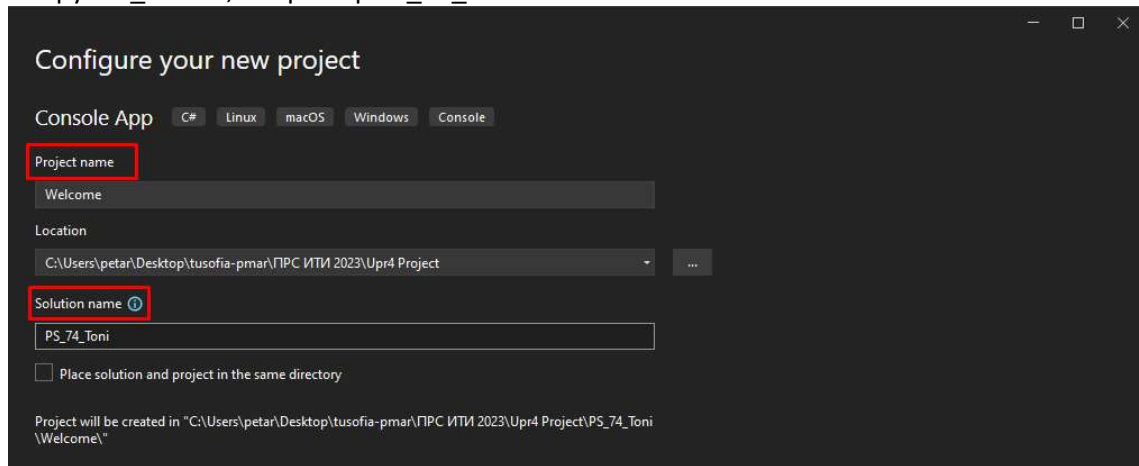 Configure your new project
Console App C# Linux macOS Windows Console
Project name
Welcome
Location
C:\Users\petar\Desktop\tusofia-pmar\ПРС ИТИ 2023\Upr4 Project
...
Solution name
PS_74_Toni
Place solution and project in the same directory
Project will be created in "C:\Users\petar\Desktop\tusofia-pmar\ПРС ИТИ 2023\Upr4 Project\PS_74_Toni
\Welcome\"